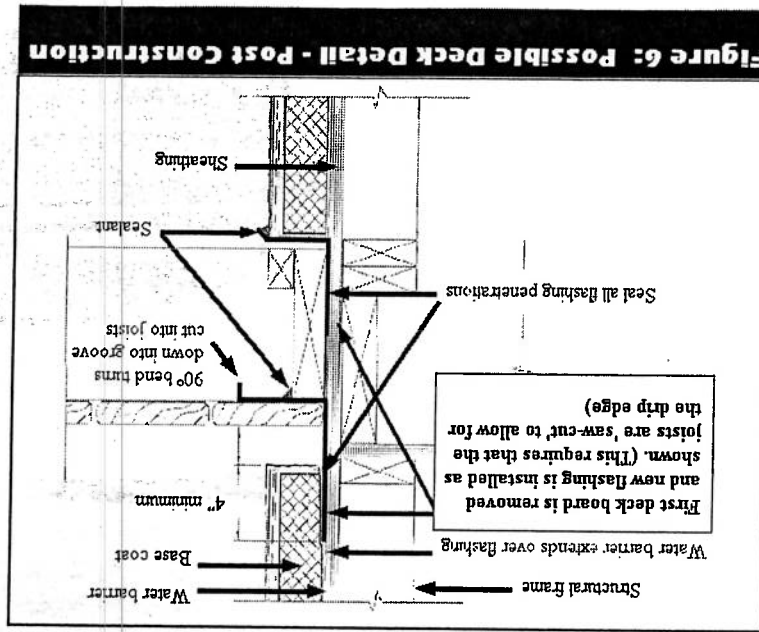 Structural frame
Water barrier
Base coat
Water barrier extends over flashing
4" minimum
First deck board is removed
and new flashing is installed as
shown. (This requires that the
joists are 'saw-cut' to allow for
the drip edge)
90° bend turns
down into groove
cut into joists
Seal all flashing penetrations
Sealant
Sheathing
Figure 6: Possible Deck Detail - Post Construction